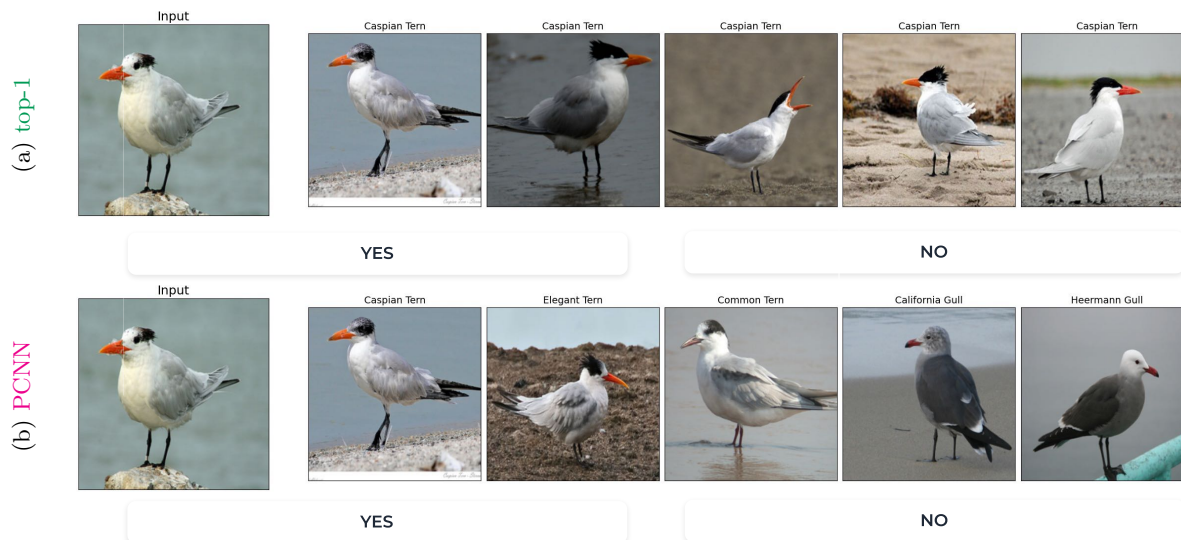 (a) top-1
Input
Caspian Tern
Caspian Tern
Caspian Tern
Caspian Tern
Caspian Tern
YES
NO
(b) PCNN
Input
Caspian Tern
Elegant Tern
Common Tern
California Gull
Heermann Gull
YES
NO